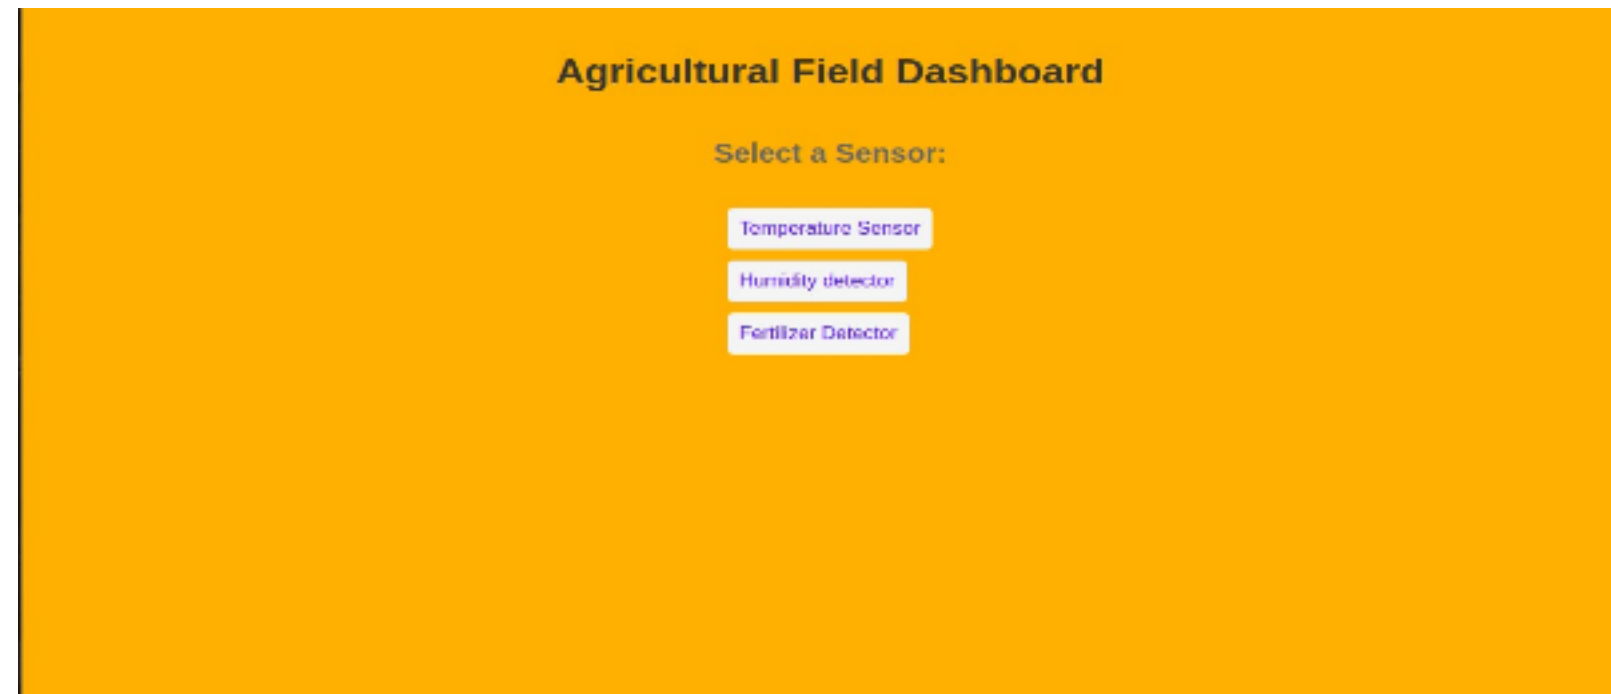 Agricultural Field Dashboard
Select a Sensor:
Temperature Sensor
Humidity detector
Fertilizer Detector